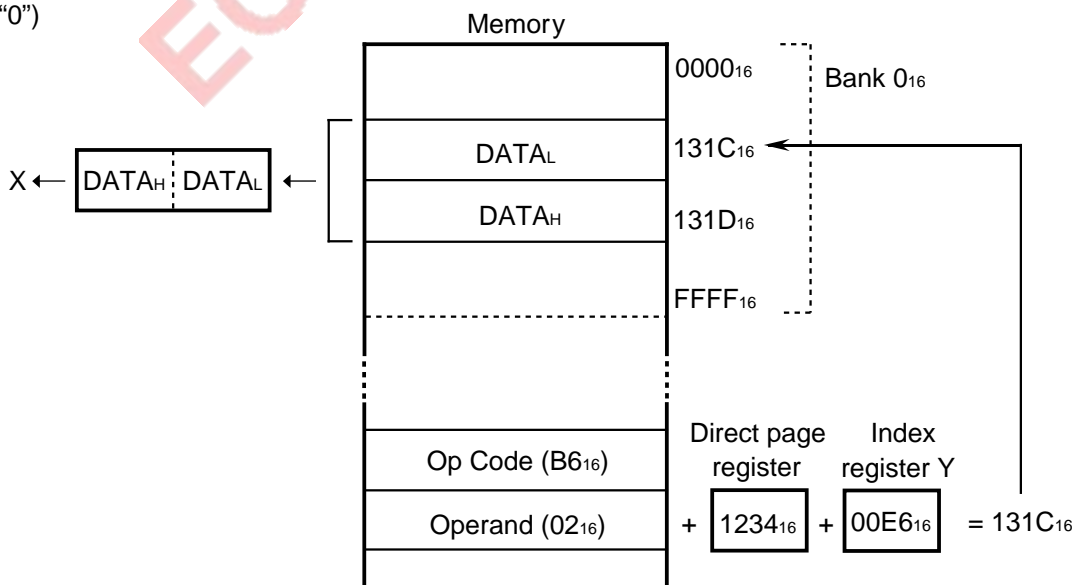 “0”)
Memory
0000₁₆
Bank 0₁₆
DATAL
131C₁₆
X
DATAH DATAL
DATAH
131D₁₆
FFFF₁₆
Direct page register
Index register Y
Op Code (B6₁₆)
Operand (02₁₆) + 1234₁₆ + 00E6₁₆ = 131C₁₆